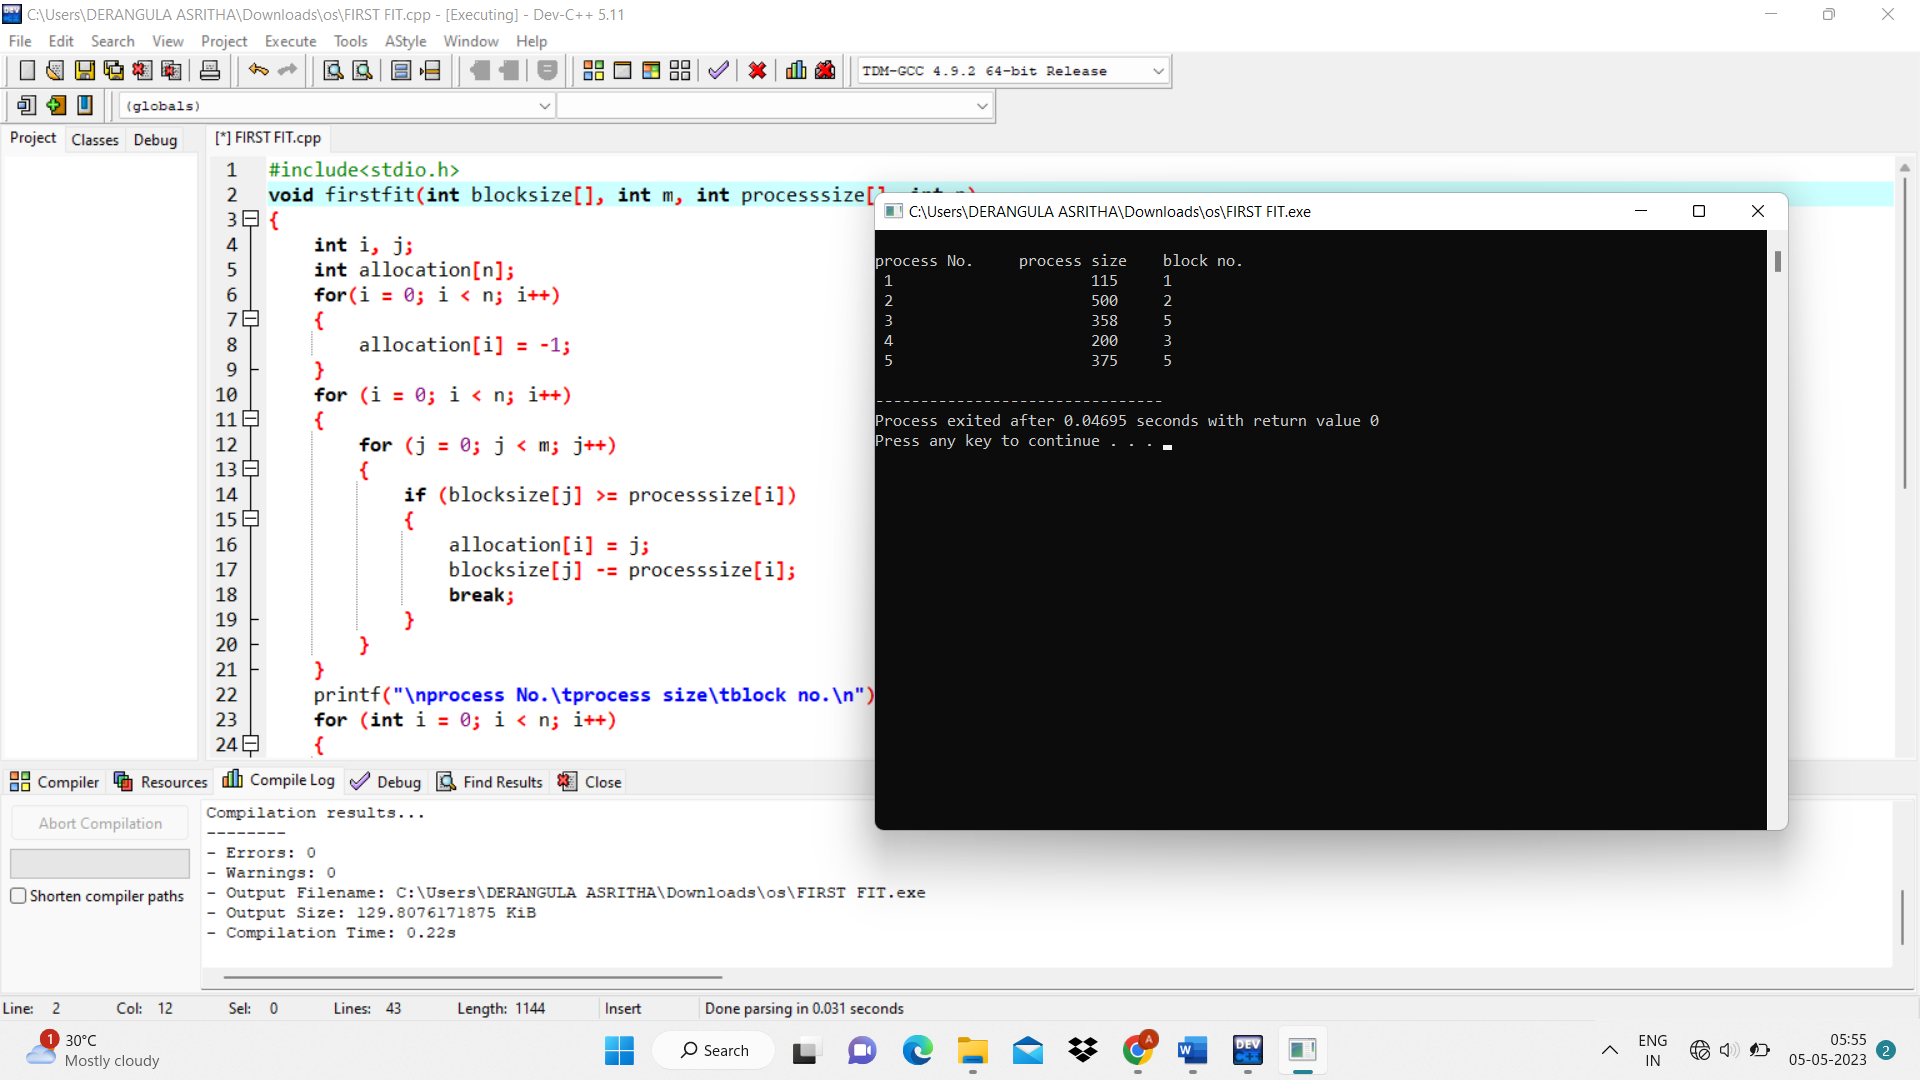 C:\Users\DERANGULA ASRITHA\Downloads\os\FIRST FIT.cpp - [Executing] - Dev-C++ 5.11
File Edit Search View Project Execute Tools AStyle Window Help
TDM-GCC 4.9.2 64-bit Release
(globals)
Project Classes Debug
[*] FIRST FIT.cpp
1 #include<stdio.h>
2 void firstfit(int blocksize[], int m, int processsize[], int n)
3 {
4 int i, j;
5 int allocation[n];
6 for(i = 0; i < n; i++)
7 {
8 allocation[i] = -1;
9 }
10 for (i = 0; i < n; i++)
11 {
12 for (j = 0; j < m; j++)
13 {
14 if (blocksize[j] >= processsize[i])
15 {
16 allocation[i] = j;
17 blocksize[j] -= processsize[i];
18 break;
19 }
20 }
21 }
22 printf("\nprocess No.\tprocess size\tblock no.\n")
23 for (int i = 0; i < n; i++)
24 {
C:\Users\DERANGULA ASRITHA\Downloads\os\FIRST FIT.exe
process No. process size block no.
1 115 1
2 500 2
3 358 5
4 200 3
5 375 5
--------------------------------
Process exited after 0.04695 seconds with return value 0
Press any key to continue . . .
Compiler Resources Compile Log Debug Find Results Close
Abort Compilation
Shorten compiler paths
Compilation results...
--------
- Errors: 0
- Warnings: 0
- Output Filename: C:\Users\DERANGULA ASRITHA\Downloads\os\FIRST FIT.exe
- Output Size: 129.8076171875 KiB
- Compilation Time: 0.22s
Line: 2 Col: 12 Sel: 0 Lines: 43 Length: 1144 Insert Done parsing in 0.031 seconds
1
30°C
Mostly cloudy
Search
A
W
DEV
C++
ENG
IN
05:55
05-05-2023
2